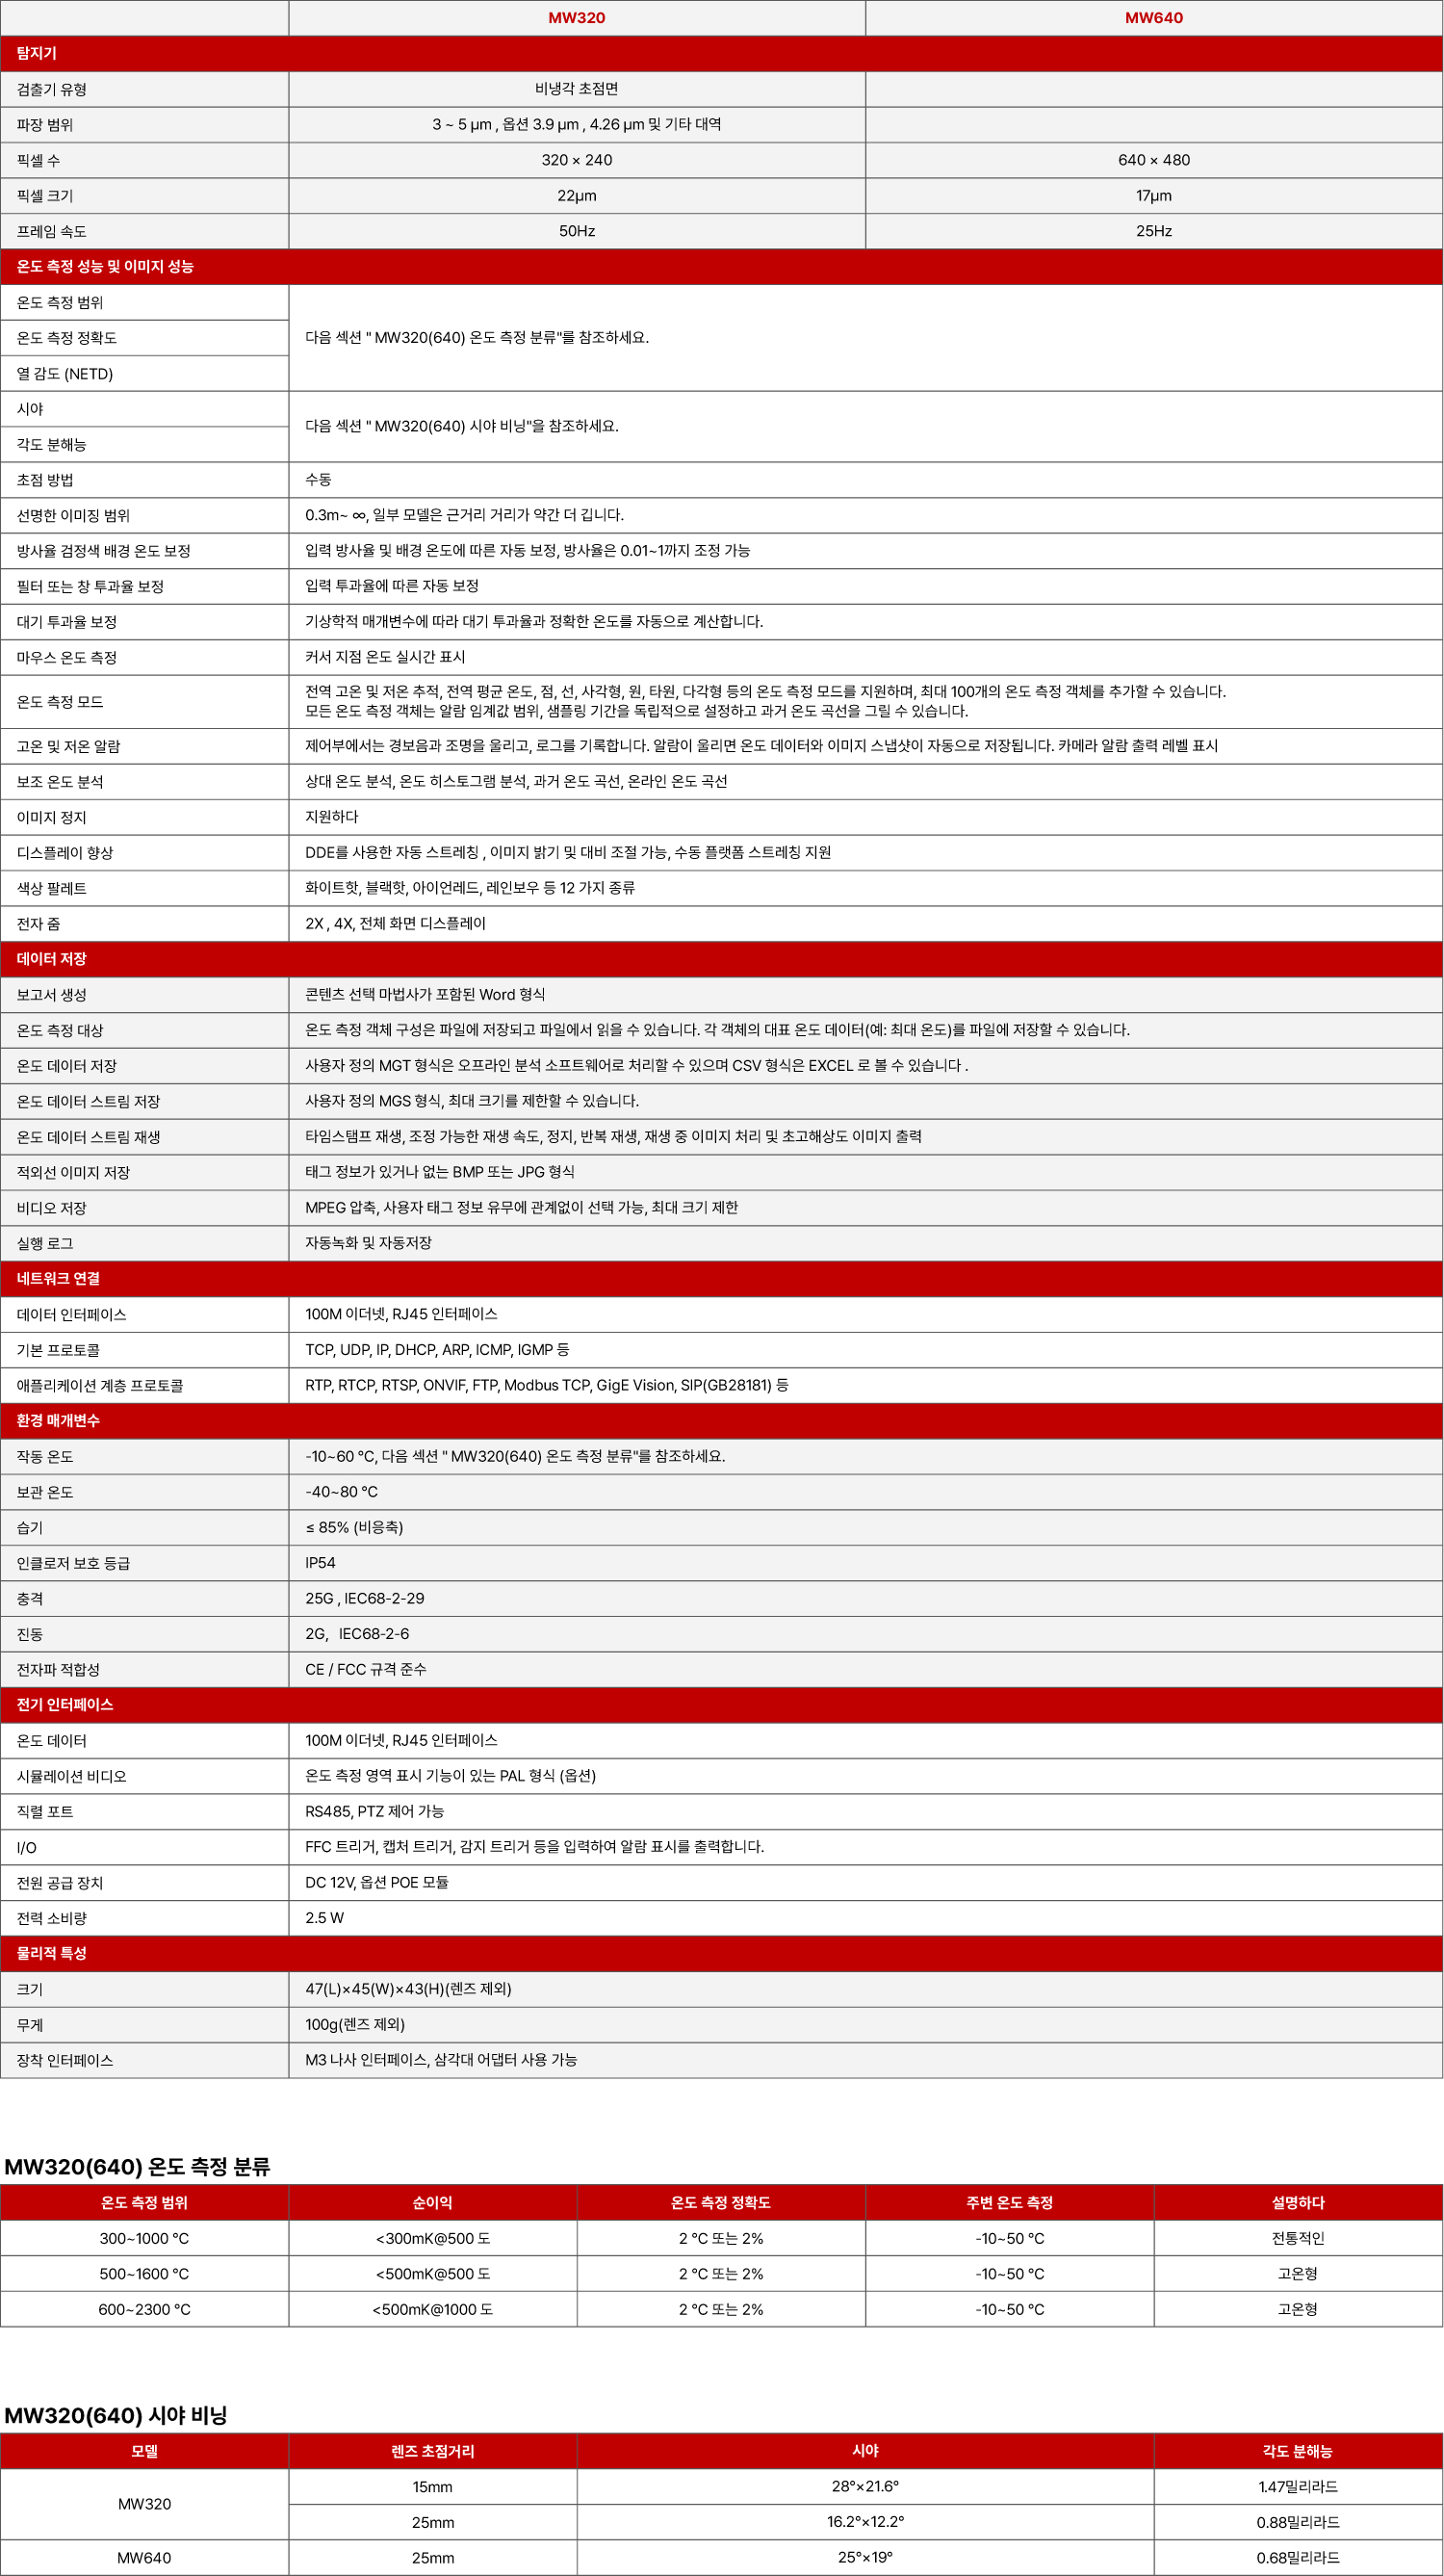 MW320 MW640
탐지기
검출기 유형 비냉각 초점면
파장 범위 3 ~ 5 μm , 옵션 3.9 μm , 4.26 μm 및 기타 대역
픽셀 수 320 × 240 640 × 480
픽셀 크기 22μm 17μm
프레임 속도 50Hz 25Hz
온도 측정 성능 및 이미지 성능
온도 측정 범위
온도 측정 정확도 다음 섹션 " MW320(640) 온도 측정 분류"를 참조하세요.
열 감도 (NETD)
시야
다음 섹션 " MW320(640) 시야 비닝"을 참조하세요.
각도 분해능
초점 방법 수동
선명한 이미징 범위 0.3m~ ∞, 일부 모델은 근거리 거리가 약간 더 깁니다.
방사율 검정색 배경 온도 보정 입력 방사율 및 배경 온도에 따른 자동 보정, 방사율은 0.01~1까지 조정 가능
필터 또는 창 투과율 보정 입력 투과율에 따른 자동 보정
대기 투과율 보정 기상학적 매개변수에 따라 대기 투과율과 정확한 온도를 자동으로 계산합니다.
마우스 온도 측정 커서 지점 온도 실시간 표시
온도 측정 모드 전역 고온 및 저온 추적, 전역 평균 온도, 점, 선, 사각형, 원, 타원, 다각형 등의 온도 측정 모드를 지원하며, 최대 100개의 온도 측정 객체를 추가할 수 있습니다.
모든 온도 측정 객체는 알람 임계값 범위, 샘플링 기간을 독립적으로 설정하고 과거 온도 곡선을 그릴 수 있습니다.
고온 및 저온 알람 제어부에서는 경보음과 조명을 울리고, 로그를 기록합니다. 알람이 울리면 온도 데이터와 이미지 스냅샷이 자동으로 저장됩니다. 카메라 알람 출력 레벨 표시
보조 온도 분석 상대 온도 분석, 온도 히스토그램 분석, 과거 온도 곡선, 온라인 온도 곡선
이미지 정지 지원하다
디스플레이 향상 DDE를 사용한 자동 스트레칭 , 이미지 밝기 및 대비 조절 가능, 수동 플랫폼 스트레칭 지원
색상 팔레트 화이트핫, 블랙핫, 아이언레드, 레인보우 등 12 가지 종류
전자 줌 2X , 4X, 전체 화면 디스플레이
데이터 저장
보고서 생성 콘텐츠 선택 마법사가 포함된 Word 형식
온도 측정 대상 온도 측정 객체 구성은 파일에 저장되고 파일에서 읽을 수 있습니다. 각 객체의 대표 온도 데이터(예: 최대 온도)를 파일에 저장할 수 있습니다.
온도 데이터 저장 사용자 정의 MGT 형식은 오프라인 분석 소프트웨어로 처리할 수 있으며 CSV 형식은 EXCEL 로 볼 수 있습니다 .
온도 데이터 스트림 저장 사용자 정의 MGS 형식, 최대 크기를 제한할 수 있습니다.
온도 데이터 스트림 재생 타임스탬프 재생, 조정 가능한 재생 속도, 정지, 반복 재생, 재생 중 이미지 처리 및 초고해상도 이미지 출력
적외선 이미지 저장 태그 정보가 있거나 없는 BMP 또는 JPG 형식
비디오 저장 MPEG 압축, 사용자 태그 정보 유무에 관계없이 선택 가능, 최대 크기 제한
실행 로그 자동녹화 및 자동저장
네트워크 연결
데이터 인터페이스 100M 이더넷, RJ45 인터페이스
기본 프로토콜 TCP, UDP, IP, DHCP, ARP, ICMP, IGMP 등
애플리케이션 계층 프로토콜 RTP, RTCP, RTSP, ONVIF, FTP, Modbus TCP, GigE Vision, SIP(GB28181) 등
환경 매개변수
작동 온도 -10~60 °C, 다음 섹션 " MW320(640) 온도 측정 분류"를 참조하세요.
보관 온도 -40~80 °C
습기 ≤ 85% (비응축)
인클로저 보호 등급 IP54
충격 25G , IEC68-2-29
진동 2G, IEC68-2-6
전자파 적합성 CE / FCC 규격 준수
전기 인터페이스
온도 데이터 100M 이더넷, RJ45 인터페이스
시뮬레이션 비디오 온도 측정 영역 표시 기능이 있는 PAL 형식 (옵션)
직렬 포트 RS485, PTZ 제어 가능
I/O FFC 트리거, 캡처 트리거, 감지 트리거 등을 입력하여 알람 표시를 출력합니다.
전원 공급 장치 DC 12V, 옵션 POE 모듈
전력 소비량 2.5 W
물리적 특성
크기 47(L)×45(W)×43(H)(렌즈 제외)
무게 100g(렌즈 제외)
장착 인터페이스 M3 나사 인터페이스, 삼각대 어댑터 사용 가능
MW320(640) 온도 측정 분류
온도 측정 범위 순이익 온도 측정 정확도 주변 온도 측정 설명하다
300~1000 °C <300mK@500 도 2 °C 또는 2% -10~50 °C 전통적인
500~1600 °C <500mK@500 도 2 °C 또는 2% -10~50 °C 고온형
600~2300 °C <500mK@1000 도 2 °C 또는 2% -10~50 °C 고온형
MW320(640) 시야 비닝
모델 렌즈 초점거리 시야 각도 분해능
MW320 15mm 28°×21.6° 1.47밀리라드
25mm 16.2°×12.2° 0.88밀리라드
MW640 25mm 25°×19° 0.68밀리라드